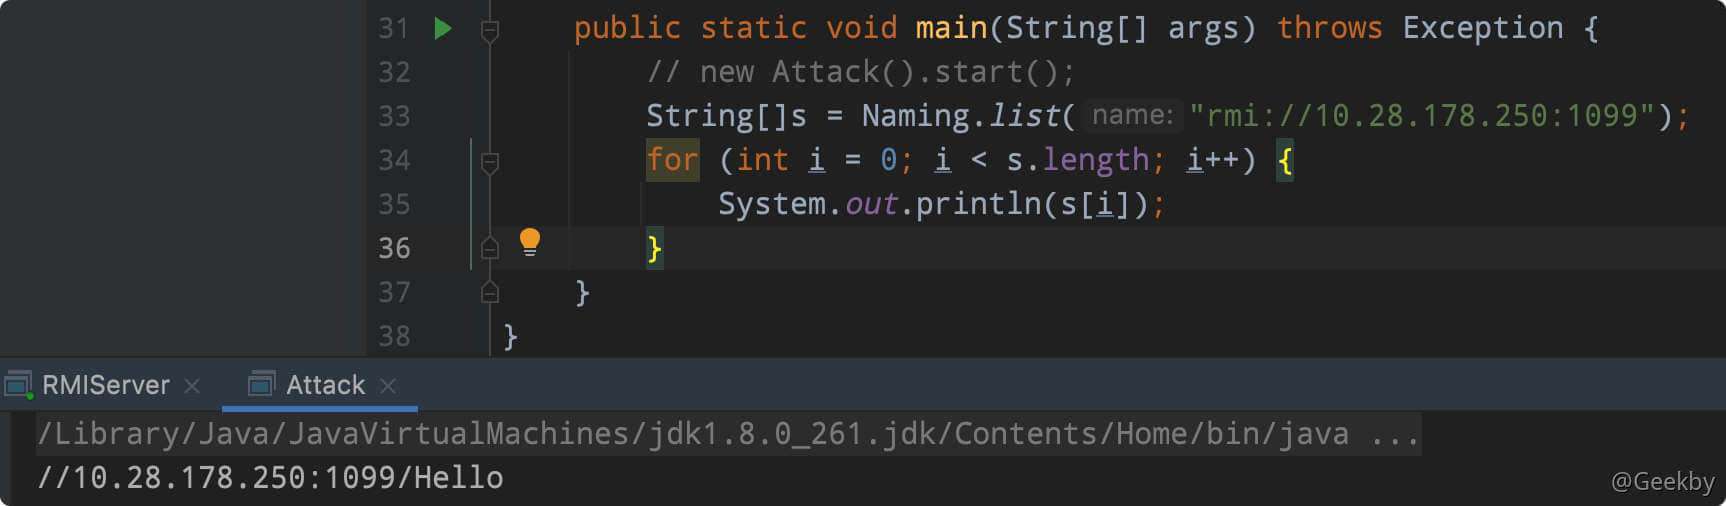 31 public static void main(String[] args) throws Exception {
32 // new Attack().start();
33 String[]s = Naming.list( name: "rmi://10.28.178.250:1099");
34 for (int i = 0; i < s.length; i++) {
35 System.out.println(s[i]);
36 }
37 }
38 }
RMIServer × Attack ×
/Library/Java/JavaVirtualMachines/jdk1.8.0_261.jdk/Contents/Home/bin/java ...
//10.28.178.250:1099/Hello
@Geekby